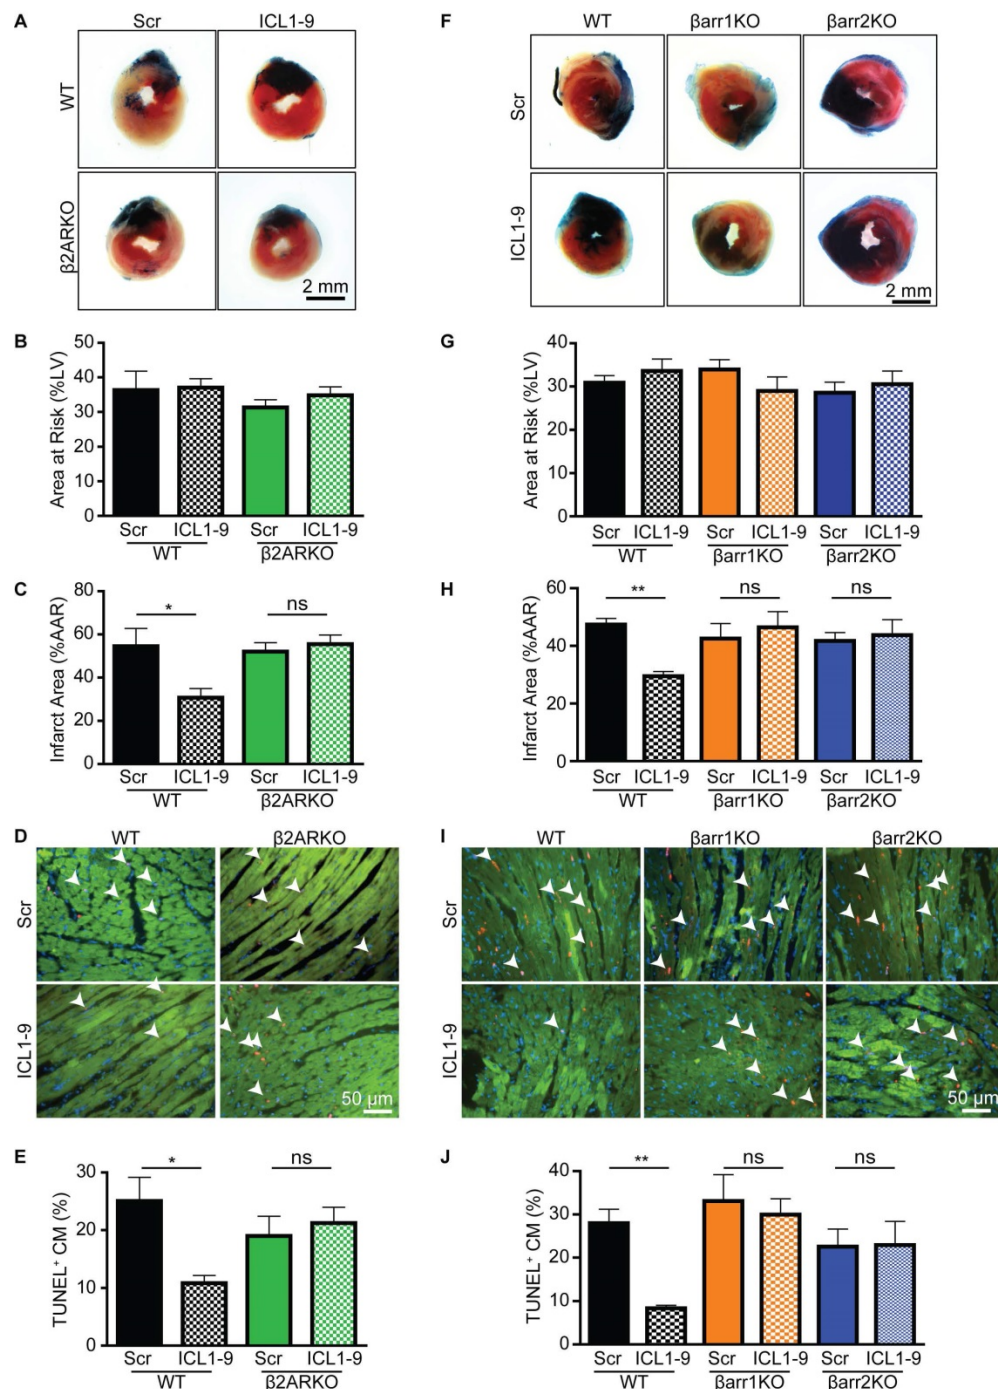 A
Scr
ICL1-9
WT
β2ARKO
2 mm
B
Area at Risk (%LV)
50
40
30
20
10
0
Scr ICL1-9 Scr ICL1-9
WT β2ARKO
C
Infarct Area (%AAR)
80
60
40
20
0
* ns
Scr ICL1-9 Scr ICL1-9
WT β2ARKO
D
WT β2ARKO
Scr
ICL1-9
50 µm
E
TUNEL⁺ CM (%)
30
20
10
0
* ns
Scr ICL1-9 Scr ICL1-9
WT β2ARKO
F
WT βarr1KO βarr2KO
Scr
ICL1-9
2 mm
G
Area at Risk (%LV)
40
30
20
10
0
Scr ICL1-9 Scr ICL1-9 Scr ICL1-9
WT βarr1KO βarr2KO
H
Infarct Area (%AAR)
60
40
20
0
** ns ns
Scr ICL1-9 Scr ICL1-9 Scr ICL1-9
WT βarr1KO βarr2KO
I
WT βarr1KO βarr2KO
Scr
ICL1-9
50 µm
J
TUNEL⁺ CM (%)
40
30
20
10
0
** ns ns
Scr ICL1-9 Scr ICL1-9 Scr ICL1-9
WT βarr1KO βarr2KO